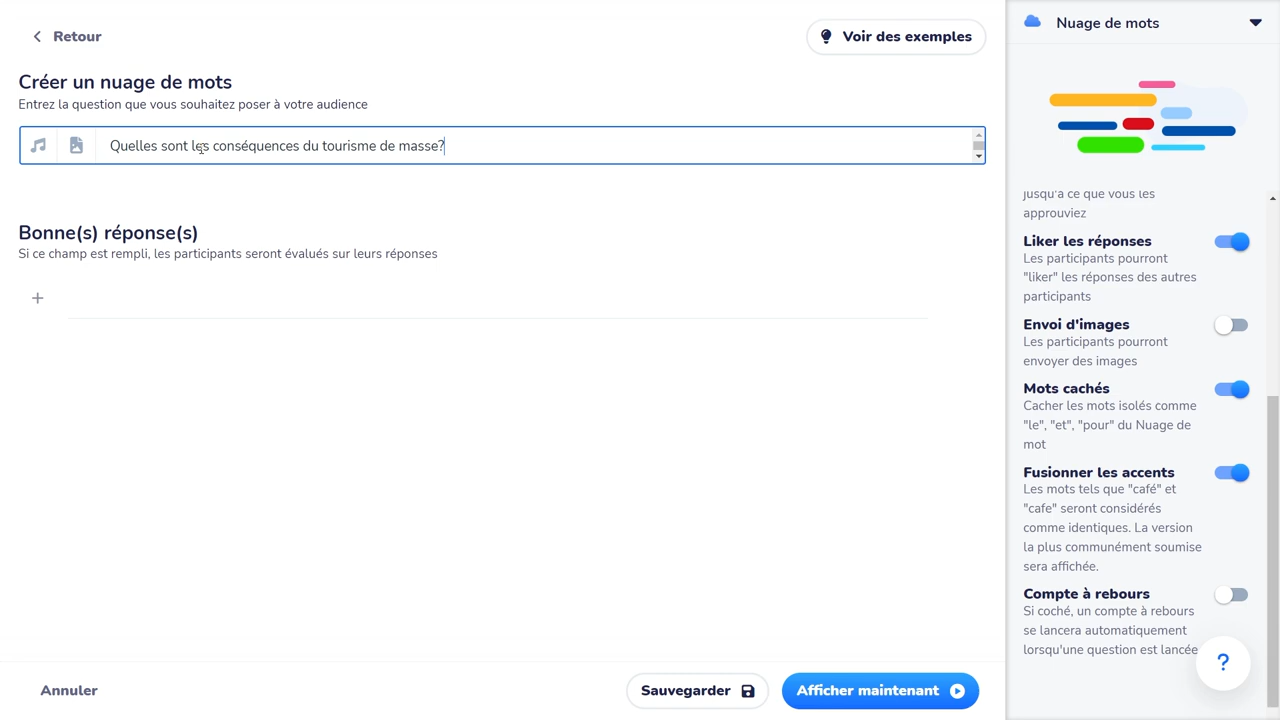 Retour
Voir des exemples
Créer un nuage de mots
Entrez la question que vous souhaitez poser à votre audience
Quelles sont les conséquences du tourisme de masse?
Bonne(s) réponse(s)
Si ce champ est rempli, les participants seront évalués sur leurs réponses
+
Annuler
Sauvegarder
Afficher maintenant
Nuage de mots
jusqu'à ce que vous les
approuviez
Liker les réponses
Les participants pourront
"liker" les réponses des autres
participants
Envoi d'images
Les participants pourront
envoyer des images
Mots cachés
Cacher les mots isolés comme
"le", "et", "pour" du Nuage de
mot
Fusionner les accents
Les mots tels que "café" et
"cafe" seront considérés
comme identiques. La version
la plus communément soumise
sera affichée.
Compte à rebours
Si coché, un compte à rebours
se lancera automatiquement
lorsqu'une question est lancée
?